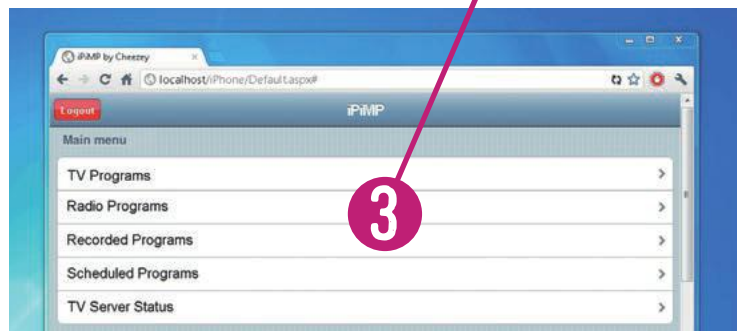 iPiMP by Cheezey
localhost/iPhone/Default.aspx#
Logout
iPiMP
Main menu
TV Programs
Radio Programs
3
Recorded Programs
Scheduled Programs
TV Server Status